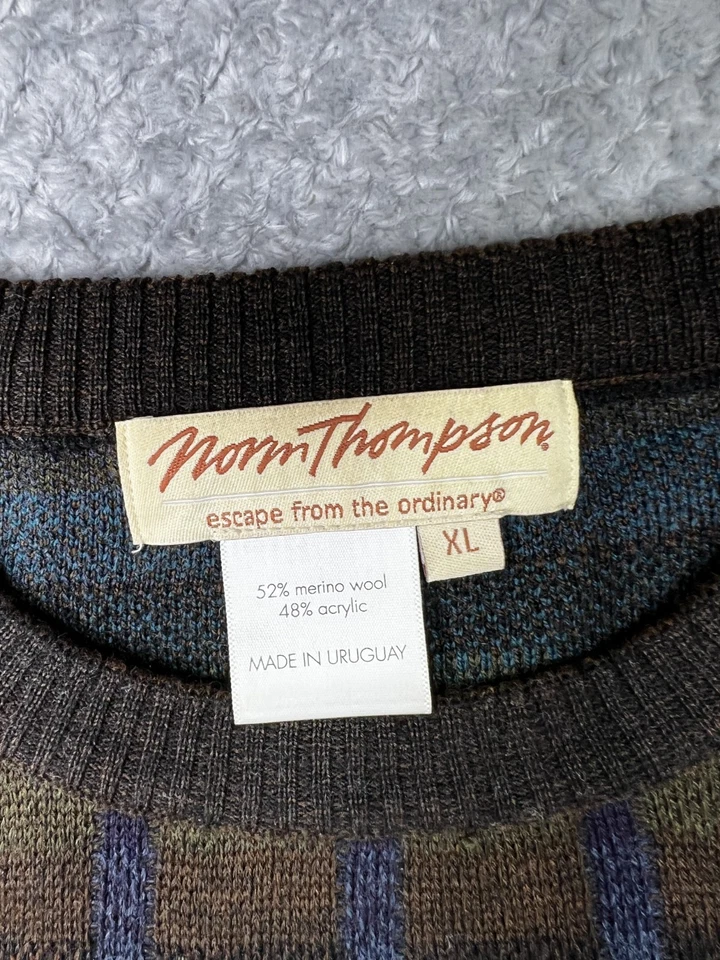 Norm Thompson®
escape from the ordinary®
XL
52% merino wool
48% acrylic
MADE IN URUGUAY